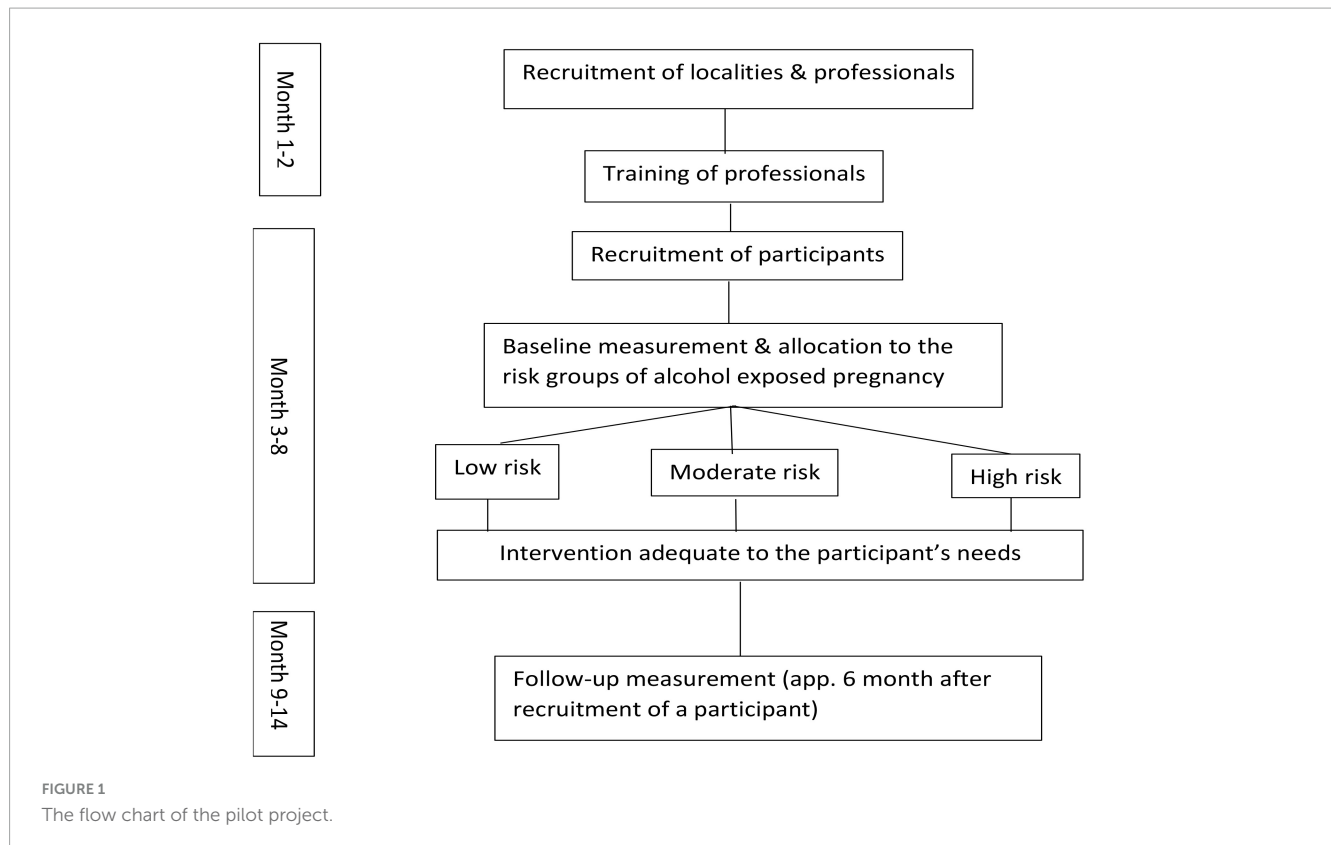 Month 1-2
Recruitment of localities & professionals
Training of professionals
Month 3-8
Recruitment of participants
Baseline measurement & allocation to the
risk groups of alcohol exposed pregnancy
Low risk
Moderate risk
High risk
Intervention adequate to the participant’s needs
Month 9-14
Follow-up measurement (app. 6 month after
recruitment of a participant)
FIGURE 1
The flow chart of the pilot project.